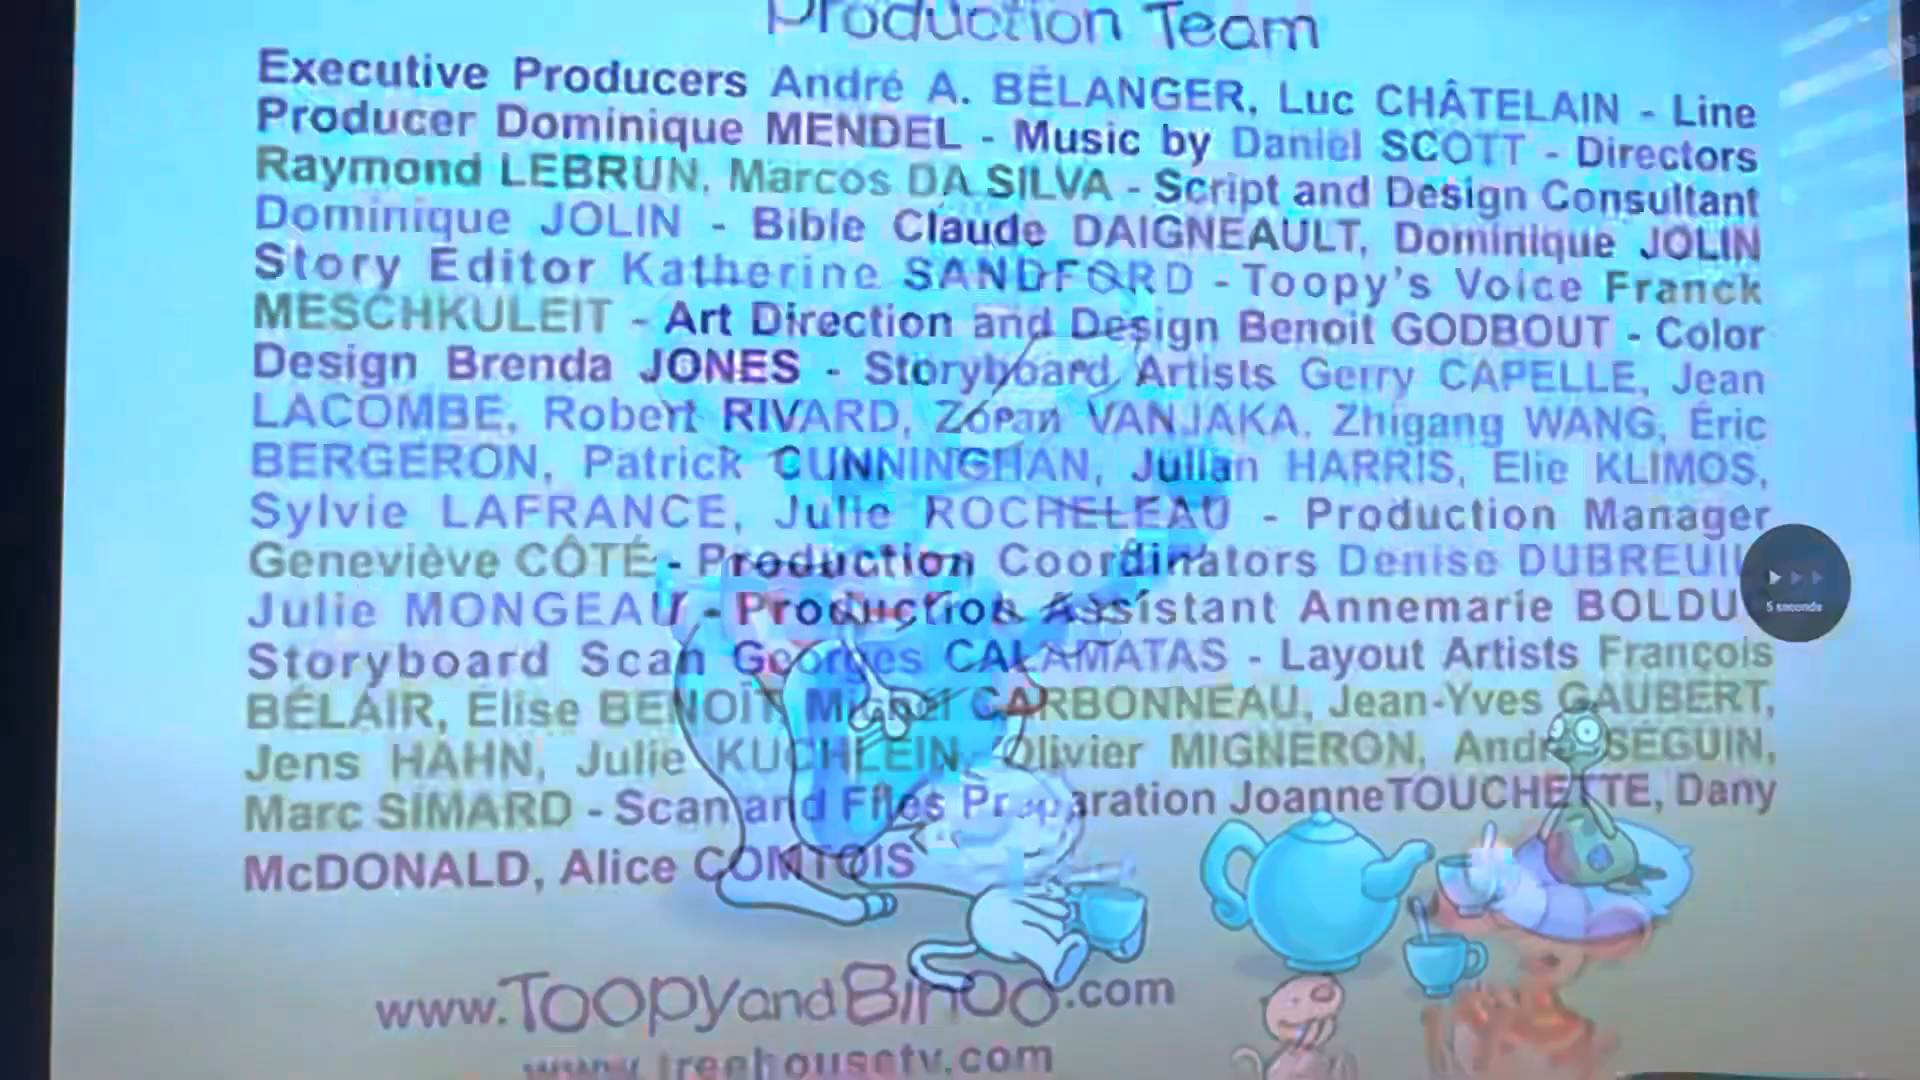 Production Team
Executive Producers André A. BÉLANGER, Luc CHÂTELAIN - Line
Producer Dominique MENDEL - Music by Daniel SCOTT - Directors
Raymond LEBRUN, Marcos DA SILVA - Script and Design Consultant
Dominique JOLIN - Bible Claude DAIGNEAULT, Dominique JOLIN
Story Editor Katherine SANDFORD - Toopy's Voice Franck
MESCHKULEIT - Art Direction and Design Benoit GODBOUT - Color
Design Brenda JONES - Storyboard Artists Gerry CAPELLE, Jean
LACOMBE, Robert RIVARD, Zoran VANJAKA, Zhigang WANG, Éric
BERGERON, Patrick CUNNINGHAN, Julian HARRIS, Elie KLIMOS,
Sylvie LAFRANCE, Julie ROCHELEAU - Production Manager
Geneviève CÔTÉ - Production Coordinators Denise DUBREUIL
5 seconds
Julie MONGEAU - Production Assistant Annemarie BOLDU
Storyboard Scan Georges CALAMATAS - Layout Artists François
BÉLAIR, Élise BENOÎT, Michel CARBONNEAU, Jean-Yves GAUBERT,
Jens HAHN, Julie KUCHLEIN, Olivier MIGNERON, André SÉGUIN,
Marc SIMARD - Scan and Files Preparation JoanneTOUCHETTE, Dany
McDONALD, Alice COMTOIS
www.TOOPYandBINOO.com
www.treehousetv.com